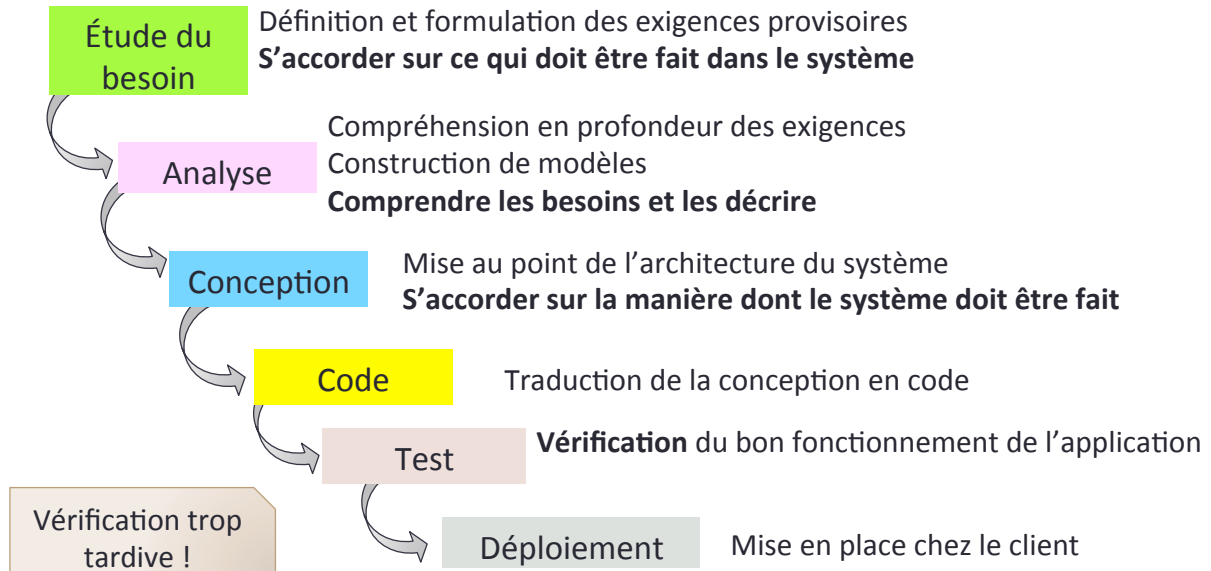 Étude du
besoin
Définition et formulation des exigences provisoires
S’accorder sur ce qui doit être fait dans le système
Analyse
Compréhension en profondeur des exigences
Construction de modèles
Comprendre les besoins et les décrire
Conception
Mise au point de l’architecture du système
S’accorder sur la manière dont le système doit être fait
Code
Traduction de la conception en code
Test
Vérification du bon fonctionnement de l’application
Vérification trop
tardive !
Déploiement
Mise en place chez le client